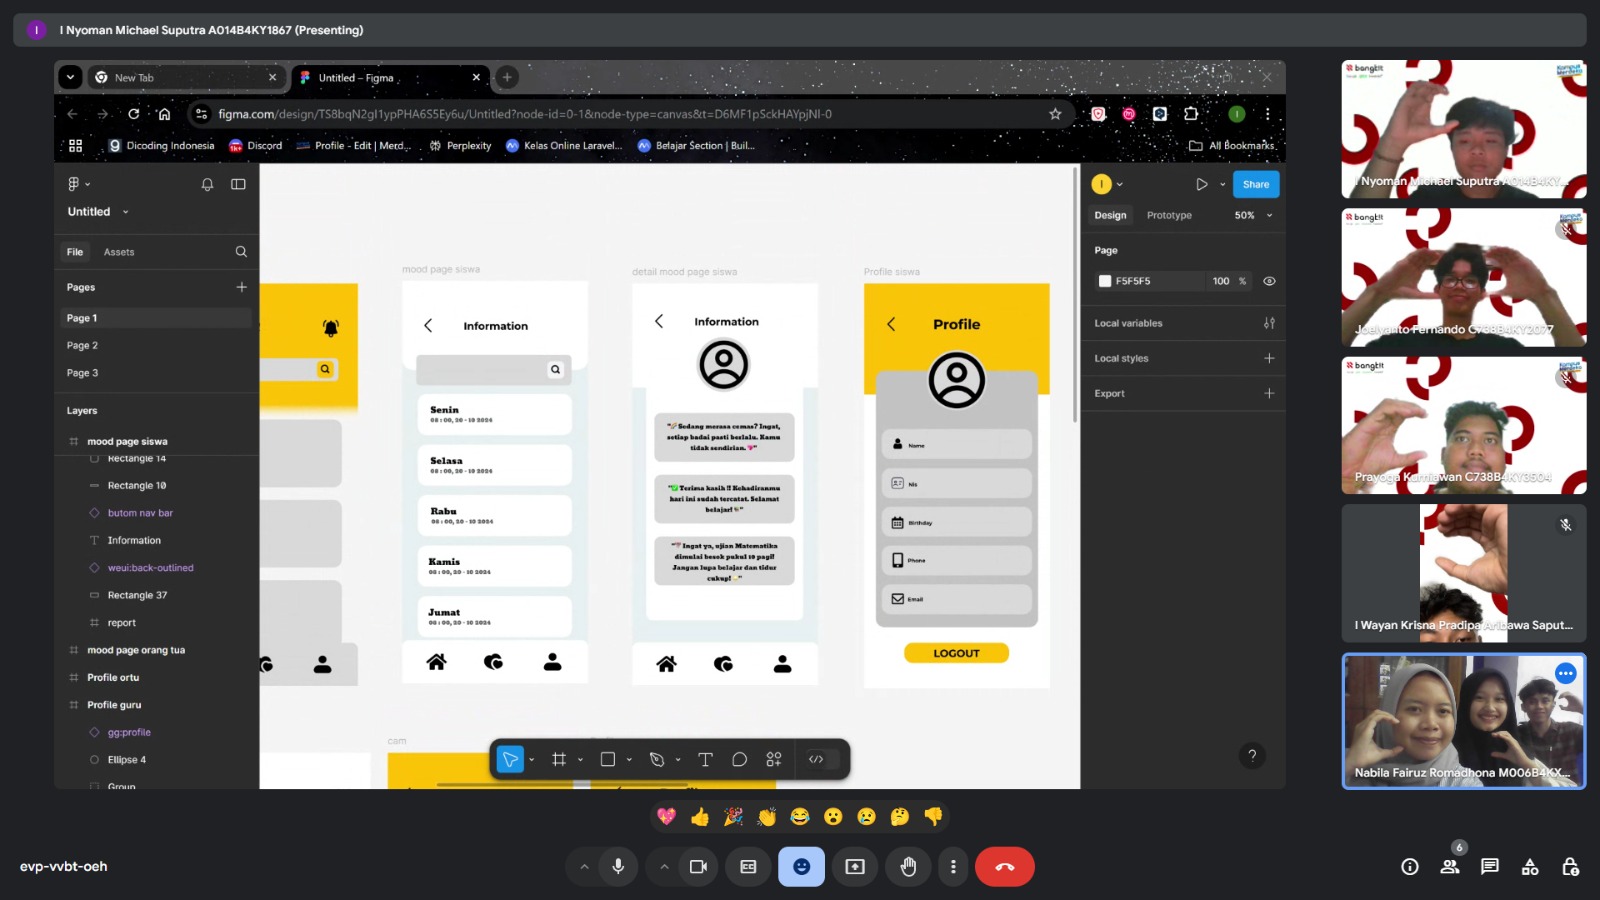 I Nyoman Michael Suputra A014B4KY1867 (Presenting)
New Tab
Untitled – Figma
figma.com/design/TS8bqN2gI1ypPHA6S5Ey6u/Untitled?node-id=0-1&node-type=canvas&t=D6MF1pSckHAYpjNI-0
Dicoding Indonesia
Discord
Profile - Edit | Merd...
Perplexity
Kelas Online Laravel...
Belajar Section | Buil...
All Bookmarks
Untitled
File
Assets
Pages
Page 1
Page 2
Page 3
Layers
mood page siswa
Rectangle 14
Rectangle 10
butom nav bar
Information
weui:back-outlined
Rectangle 37
report
mood page orang tua
Profile ortu
Profile guru
gg:profile
Ellipse 4
Group
mood page siswa
Information
Senin
08 : 00, 20 - 10 2024
Selasa
08 : 00, 20 - 10 2024
Rabu
08 : 00, 20 - 10 2024
Kamis
08 : 00, 20 - 10 2024
Jumat
08 : 00, 20 - 10 2024
detail mood page siswa
Information
"🚀 Sedang merasa cemas? Ingat,
setiap badai pasti berlalu. Kamu
tidak sendirian. 💖"
"✅ Terima kasih !! Kehadiranmu
hari ini sudah tercatat. Selamat
belajar! "
" Ingat ya, ujian Matematika
dimulai besok pukul 10 pagi!
Jangan lupa belajar dan tidur
cukup! "
Profile siswa
Profile
Name
Nis
Birthday
Phone
Email
LOGOUT
cam
I
Share
Design
Prototype
50%
Page
F5F5F5
100 %
Local variables
Local styles
Export
?
bangkit
I Nyoman Michael Suputra A014B4KY...
bangkit
Joelyanto Fernando C738B4KY2077
bangkit
Prayoga Kurniawan C738B4KY3504
I Wayan Krisna Pradipa Aribawa Saput...
Nabila Fairuz Romadhona M006B4KX...
evp-vvbt-oeh
6